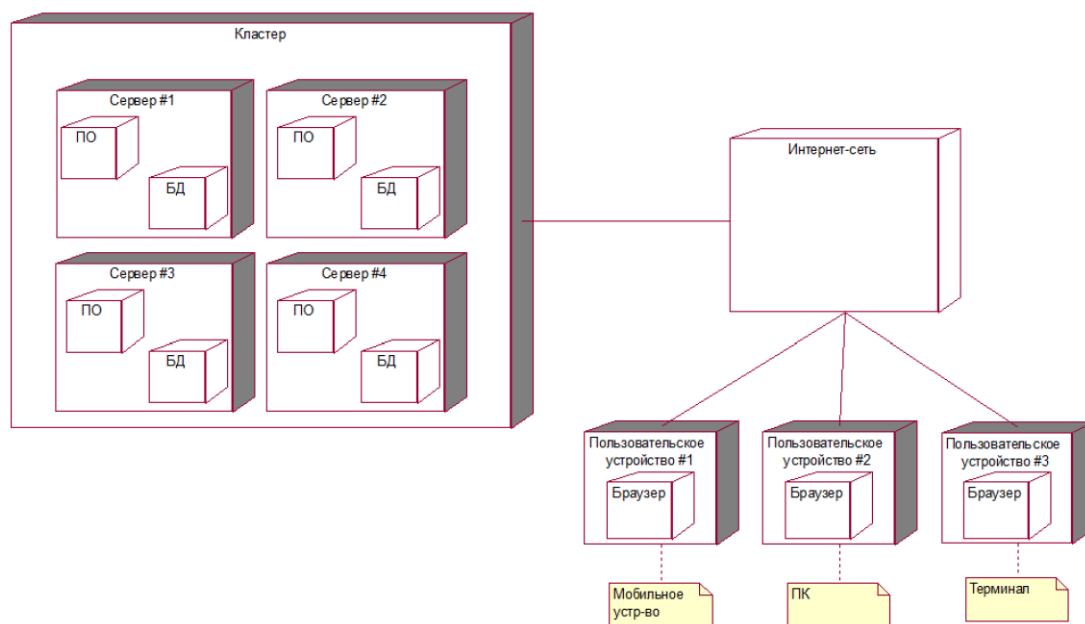 Кластер
Сервер #1
ПО
БД
Сервер #2
ПО
БД
Сервер #3
ПО
БД
Сервер #4
ПО
БД
Интернет-сеть
Пользовательское
устройство #1
Браузер
Мобильное
устр-во
Пользовательское
устройство #2
Браузер
ПК
Пользовательское
устройство #3
Браузер
Терминал